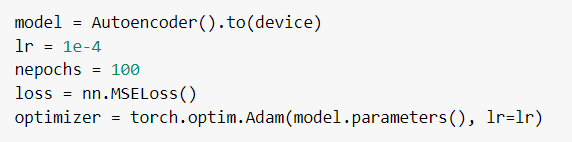 model = Autoencoder().to(device)
lr = 1e-4
nepochs = 100
loss = nn.MSELoss()
optimizer = torch.optim.Adam(model.parameters(), lr=lr)